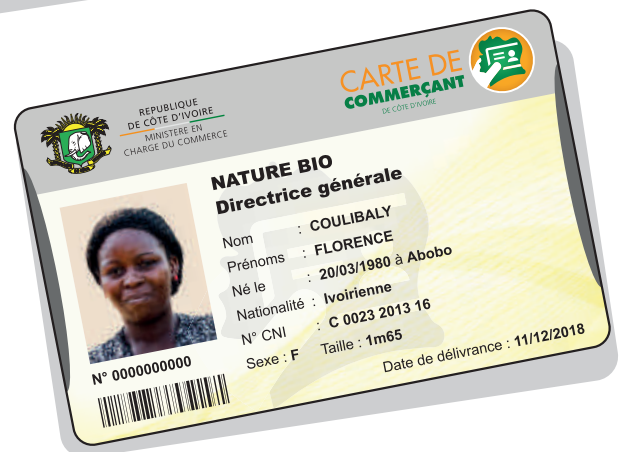 REPUBLIQUE
DE CÔTE D'IVOIRE
MINISTERE EN
CHARGE DU COMMERCE
CARTE DE
COMMERÇANT
DE CÔTE D'IVOIRE
NATURE BIO
Directrice générale
Nom : COULIBALY
Prénoms : FLORENCE
Né le : 20/03/1980 à Abobo
Nationalité : Ivoirienne
N° CNI : C 0023 2013 16
Sexe : F Taille : 1m65
N° 0000000000
Date de délivrance : 11/12/2018